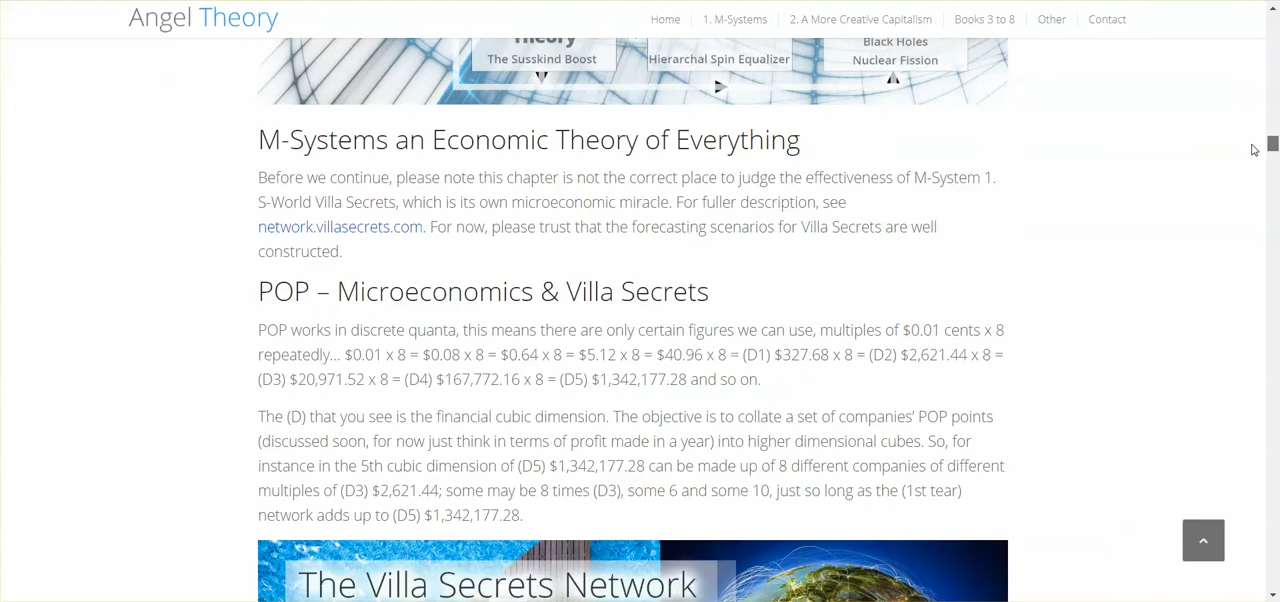 Angel Theory
Home
1. M-Systems
2. A More Creative Capitalism
Books 3 to 8
Other
Contact
Theory
The Susskind Boost
Hierarchal Spin Equalizer
Black Holes
Nuclear Fission
M-Systems an Economic Theory of Everything
Before we continue, please note this chapter is not the correct place to judge the effectiveness of M-System 1.
S-World Villa Secrets, which is its own microeconomic miracle. For fuller description, see
network.villasecrets.com. For now, please trust that the forecasting scenarios for Villa Secrets are well
constructed.
POP – Microeconomics & Villa Secrets
POP works in discrete quanta, this means there are only certain figures we can use, multiples of $0.01 cents x 8
repeatedly... $0.01 x 8 = $0.08 x 8 = $0.64 x 8 = $5.12 x 8 = $40.96 x 8 = (D1) $327.68 x 8 = (D2) $2,621.44 x 8 =
(D3) $20,971.52 x 8 = (D4) $167,772.16 x 8 = (D5) $1,342,177.28 and so on.
The (D) that you see is the financial cubic dimension. The objective is to collate a set of companies’ POP points
(discussed soon, for now just think in terms of profit made in a year) into higher dimensional cubes. So, for
instance in the 5th cubic dimension of (D5) $1,342,177.28 can be made up of 8 different companies of different
multiples of (D3) $2,621.44; some may be 8 times (D3), some 6 and some 10, just so long as the (1st tear)
network adds up to (D5) $1,342,177.28.
The Villa Secrets Network